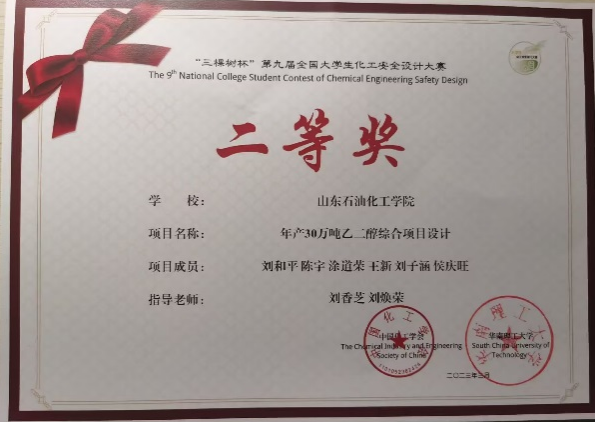 “三棵树杯”第九届全国大学生化工安全设计大赛
The 9th National College Student Contest of Chemical Engineering Safety Design
二等奖
学 校： 山东石油化工学院
项目名称： 年产30万吨乙二醇综合项目设计
项目成员： 刘和平 陈宇 涂道荣 王新 刘子涵 侯庆旺
指导老师： 刘香芝 刘焕荣
中国化工学会
The Chemical Industry and Engineering
Society of China
华南理工大学
South China University of
Technology